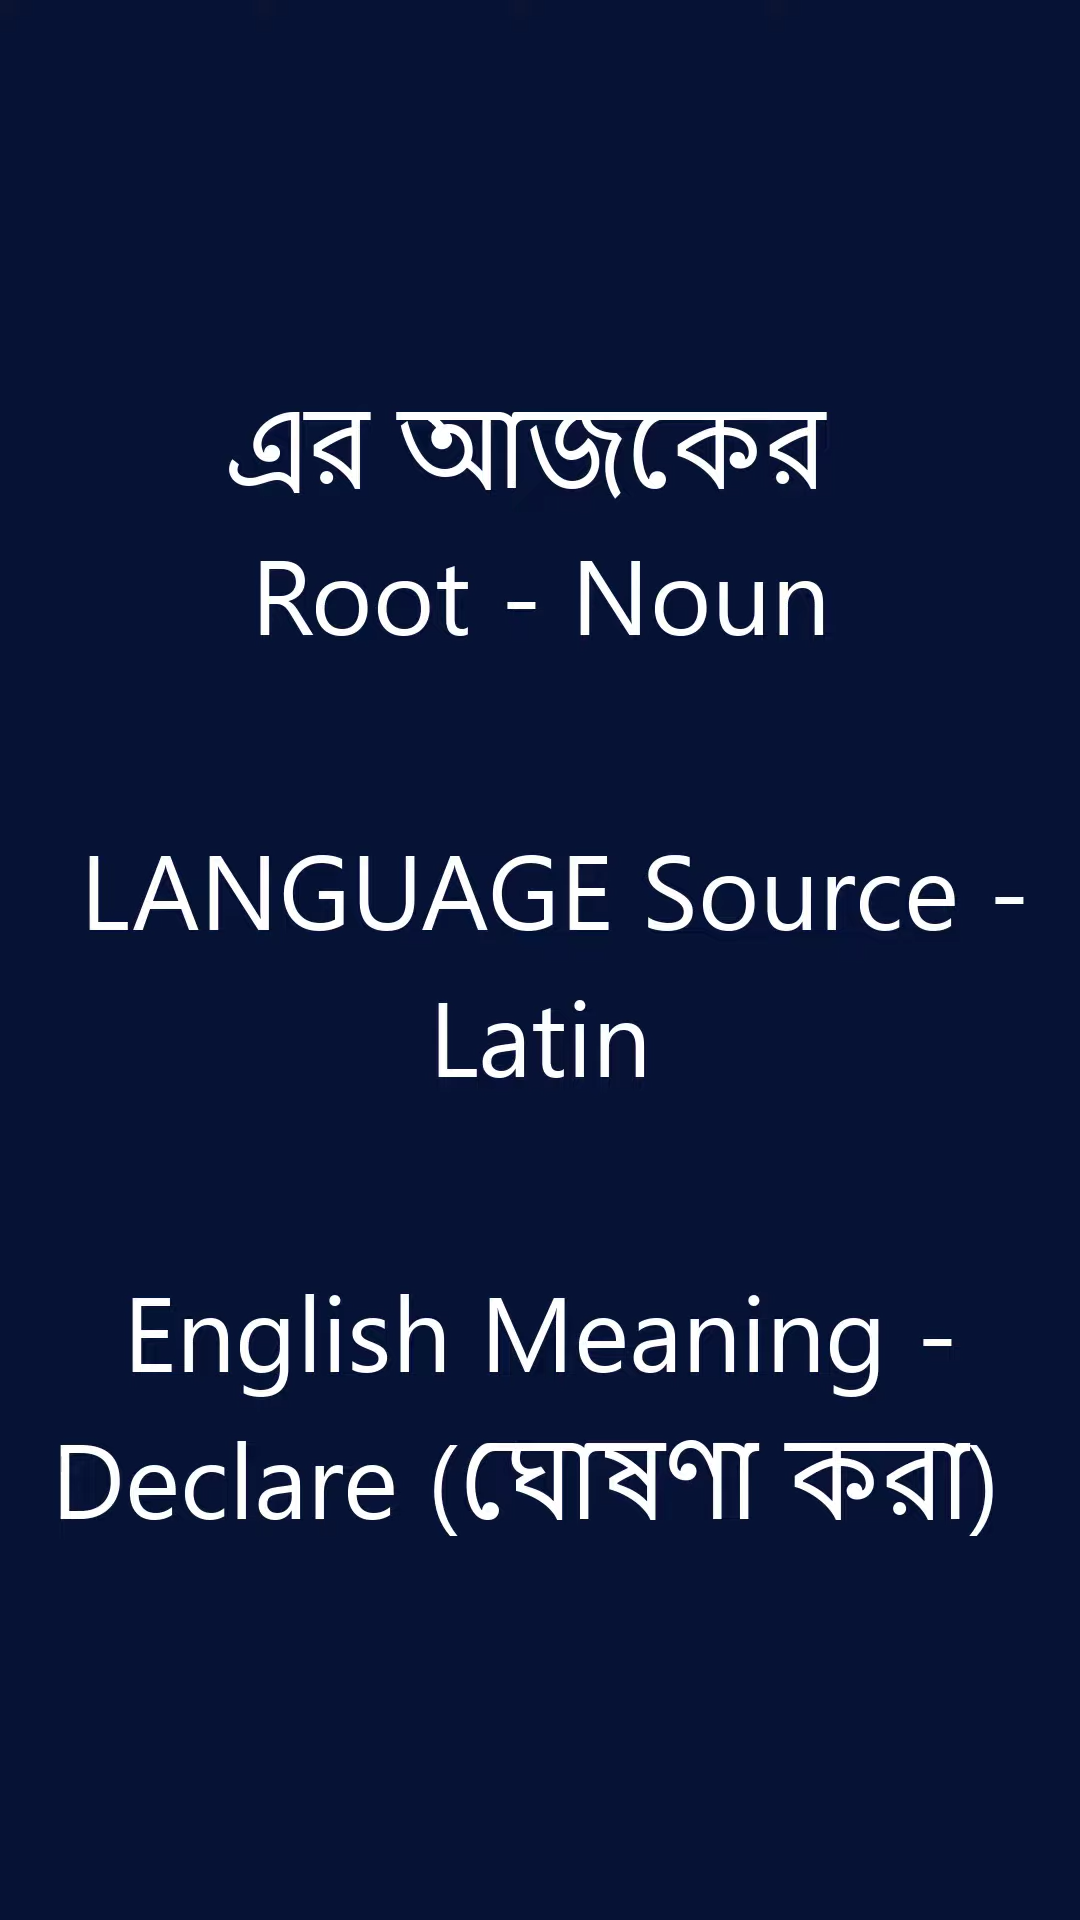 এর আজকের
Root - Noun
LANGUAGE Source -
Latin
English Meaning -
Declare (ঘোষণা করা)